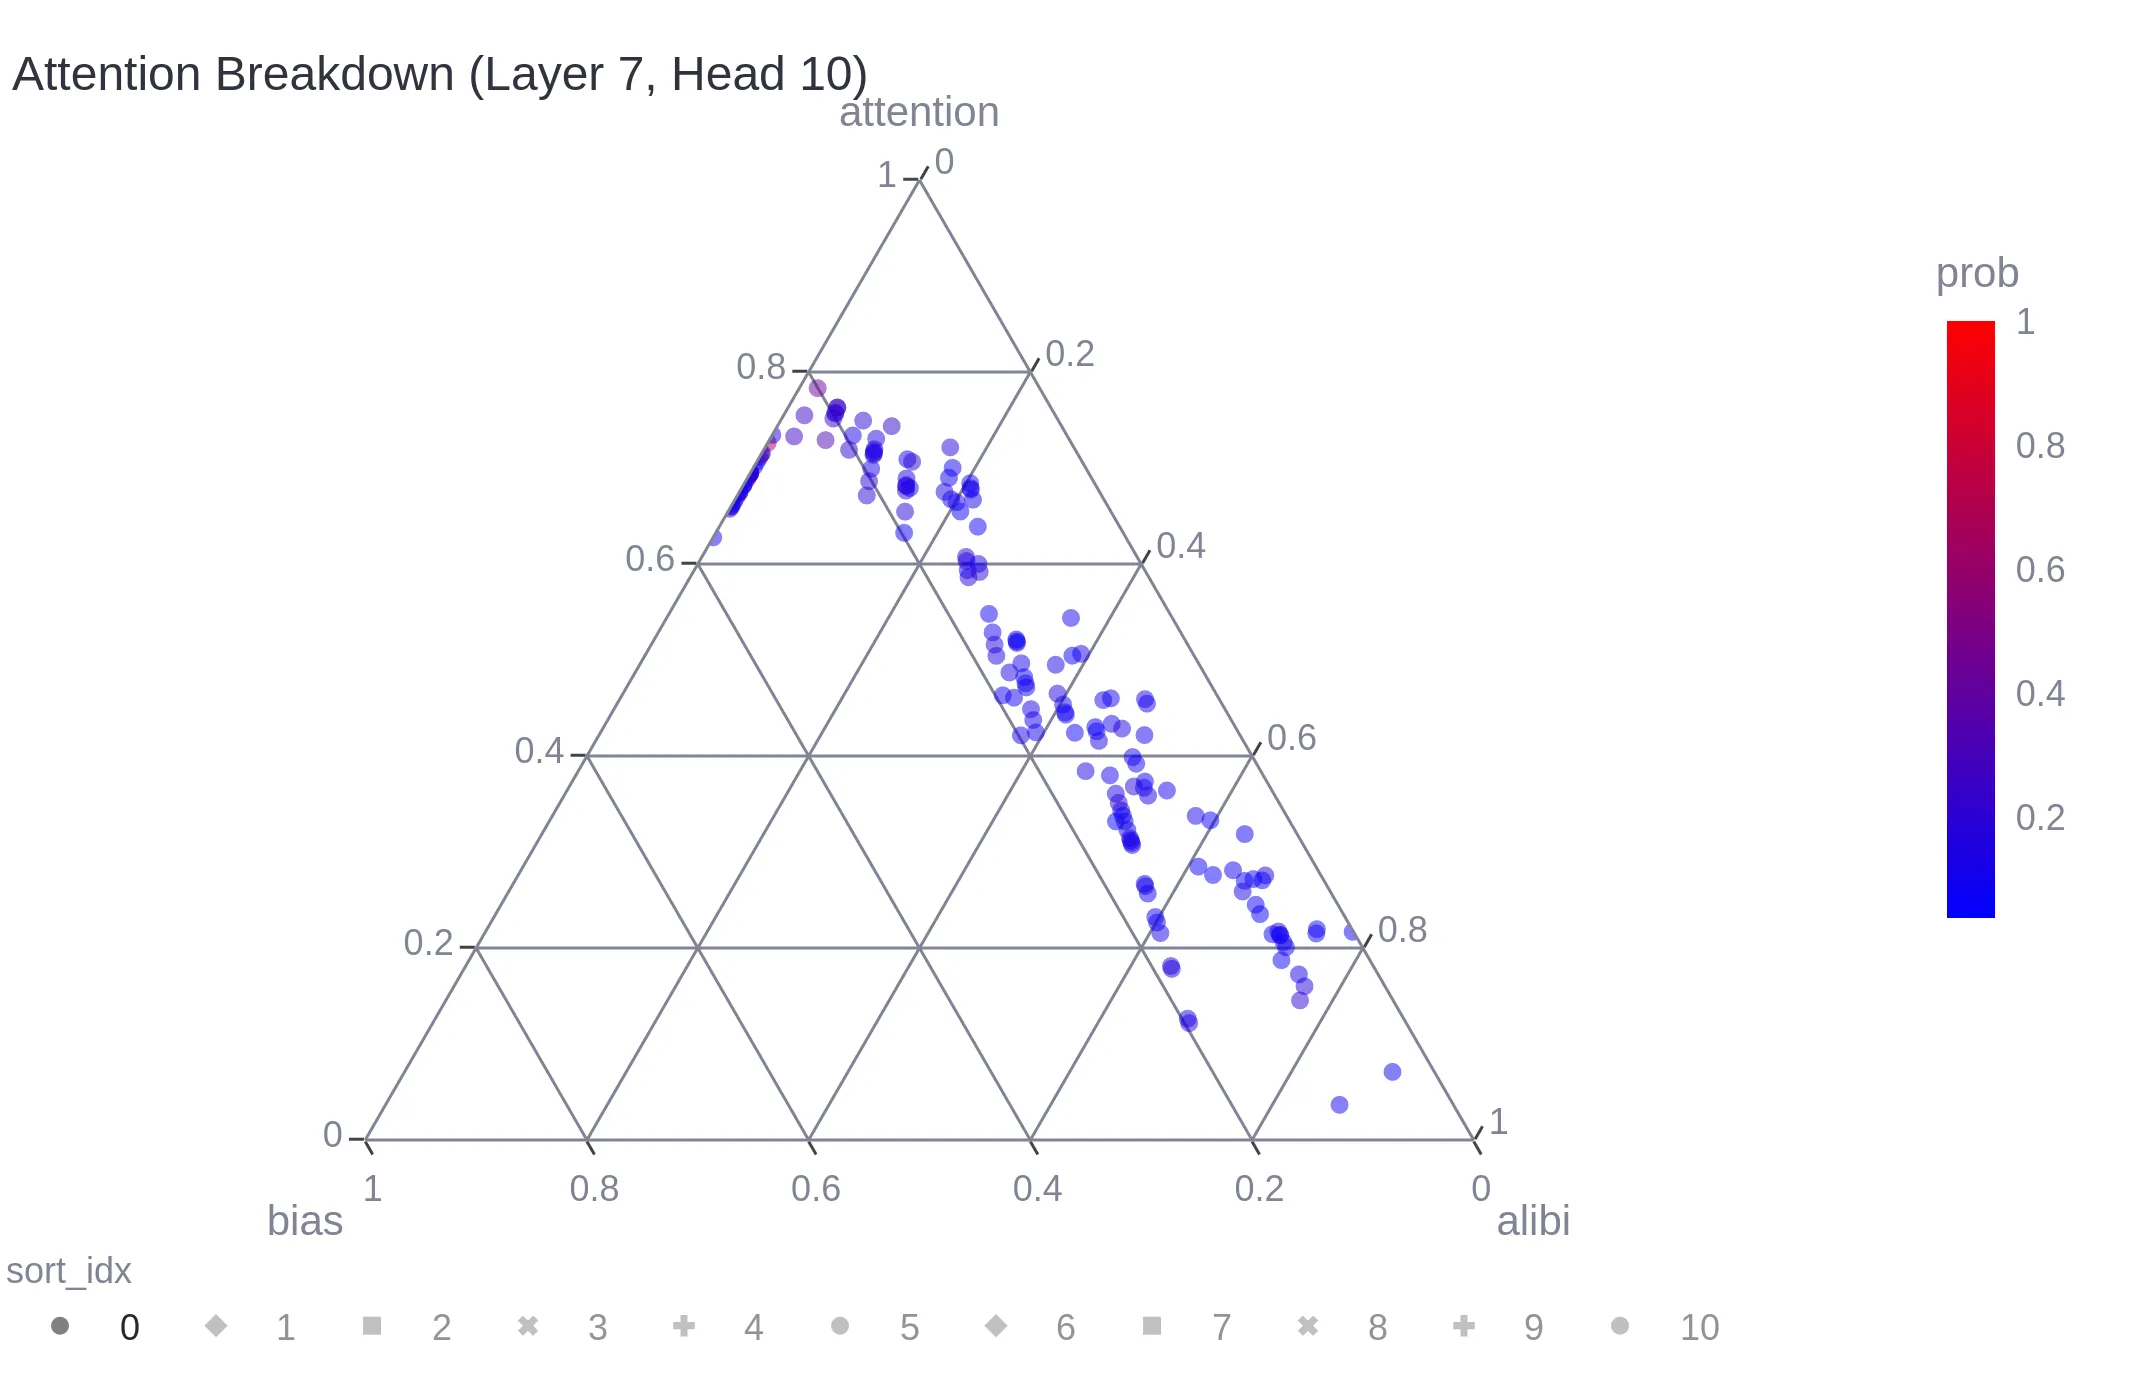 Attention Breakdown (Layer 7, Head 10)
attention
1 0
prob
1
0.8
0.6
0.4
0.2
0.8 0.2
0.6 0.4
0.4 0.6
0.2 0.8
0 1
1 0.8 0.6 0.4 0.2 0
bias alibi
sort_idx
0 1 2 3 4 5 6 7 8 9 10